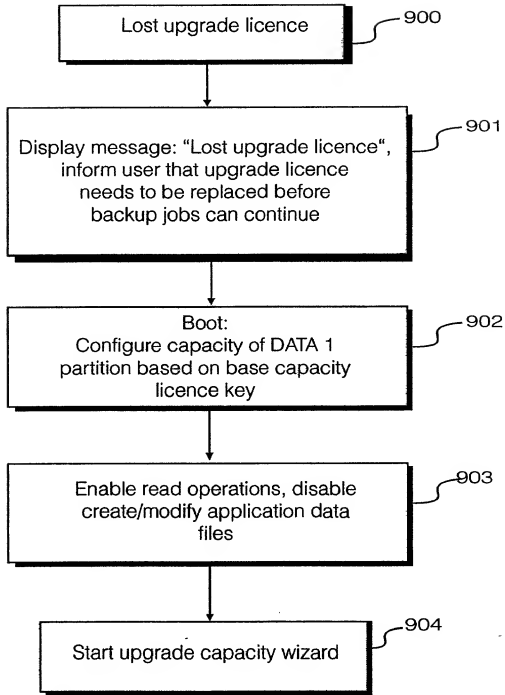 Lost upgrade licence
900
Display message: “Lost upgrade licence“,
inform user that upgrade licence
needs to be replaced before
backup jobs can continue
901
Boot:
Configure capacity of DATA 1
partition based on base capacity
licence key
902
Enable read operations, disable
create/modify application data
files
903
Start upgrade capacity wizard
904